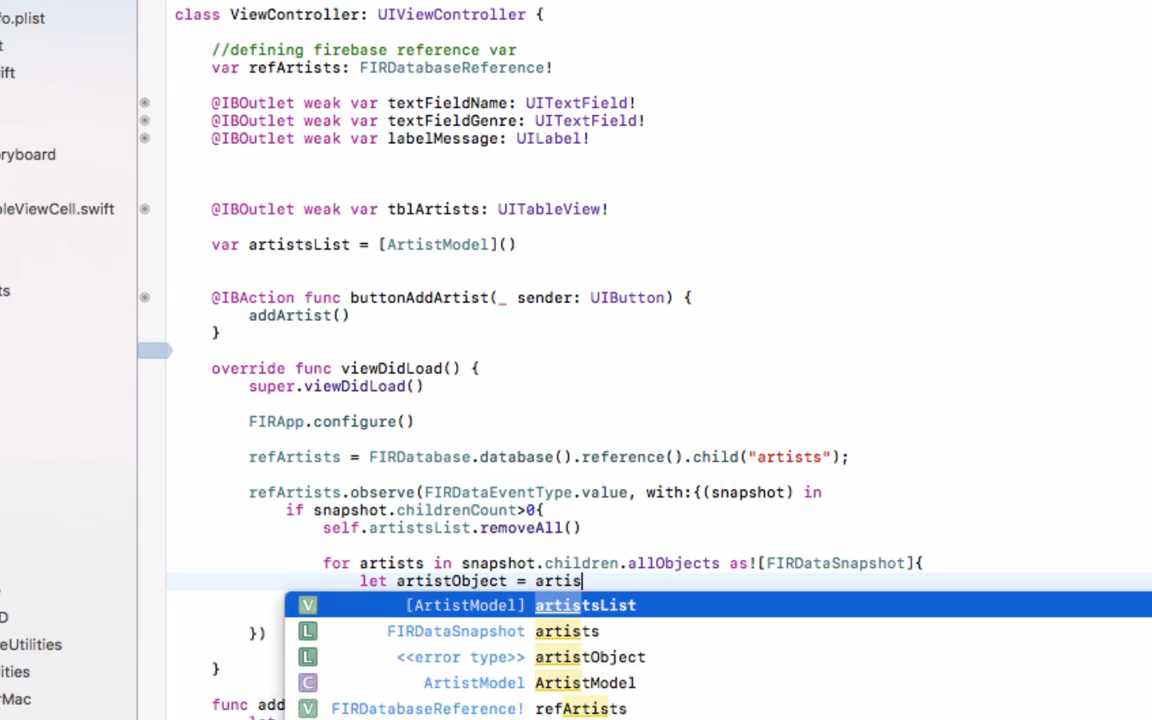 fo.plist
class ViewController: UIViewController {
t
ift
//defining firebase reference var
var refArtists: FIRDatabaseReference!
@IBOutlet weak var textFieldName: UITextField!
@IBOutlet weak var textFieldGenre: UITextField!
@IBOutlet weak var labelMessage: UILabel!
ryboard
bleViewCell.swift
@IBOutlet weak var tblArtists: UITableView!
var artistsList = [ArtistModel]()
ts
@IBAction func buttonAddArtist(_ sender: UIButton) {
addArtist()
}
override func viewDidLoad() {
super.viewDidLoad()
FIRApp.configure()
refArtists = FIRDatabase.database().reference().child("artists");
refArtists.observe(FIRDataEventType.value, with:{(snapshot) in
if snapshot.childrenCount>0{
self.artistsList.removeAll()
for artists in snapshot.children.allObjects as![FIRDataSnapshot]{
let artistObject = artis
V [ArtistModel] artistsList
L FIRDataSnapshot artists
L <<error type>> artistObject
C ArtistModel ArtistModel
V FIRDatabaseReference! refArtists
})
}
func add
D
eUtilities
ities
rMac